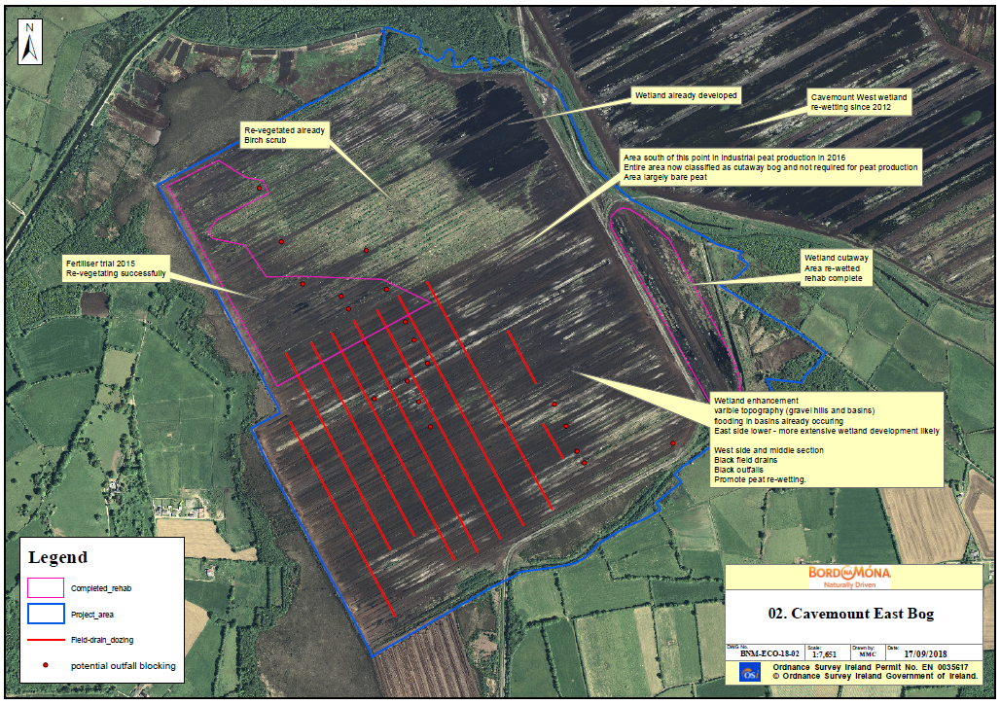 N
Wetland already developed
Cavemount West wetland
re-wetting since 2012
Re-vegetated already
Birch scrub
Area south of this point in industrial peat production in 2016
Entire area now classified as cutaway bog and not required for peat production
Area largely bare peat
Fertiliser trial 2015
Re-vegetating successfully
Wetland cutaway
Area re-wetted
rehab complete
Wetland enhancement
varible topography (gravel hills and basins)
flooding in basins already occuring
East side lower - more extensive wetland development likely
West side and middle section
Black field drains
Black outfalls
Promote peat re-wetting.
Legend
Completed_rehab
Project_area
Field-drain_dozing
potential outfall blocking
BORD NA MÓNA
Naturally Driven
02. Cavemount East Bog
DWG No.
BNM-ECO-18-02
Scale:
1:7,651
Drawn by:
MMC
Date:
17/09/2018
OSi
Ordnance Survey Ireland Permit No. EN 0035617
© Ordnance Survey Ireland Government of Ireland.